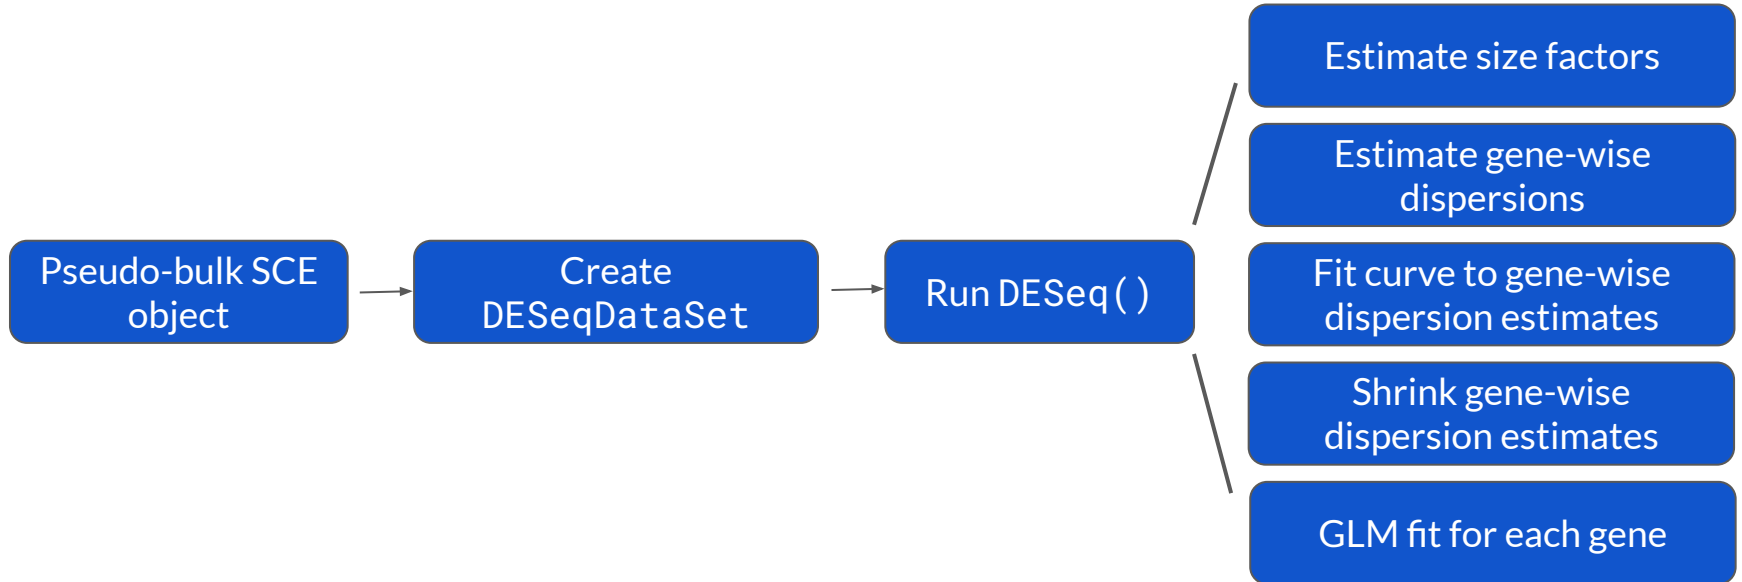 Pseudo-bulk SCE
object
Create
DESeqDataSet
Run DESeq()
Estimate size factors
Estimate gene-wise
dispersions
Fit curve to gene-wise
dispersion estimates
Shrink gene-wise
dispersion estimates
GLM fit for each gene